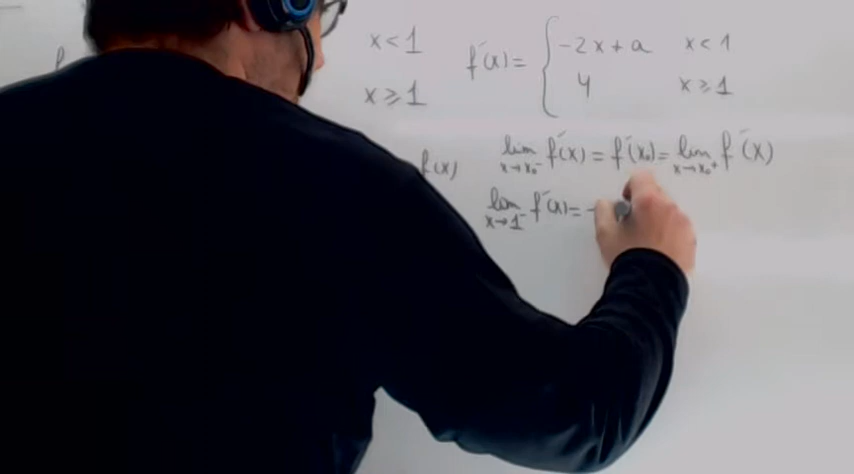 x < 1 f'(x) = { -2x + a x < 1
x ≥ 1 4 x ≥ 1
f(x) lim x→x₀⁻ f'(x) = f'(x₀) = lim x→x₀⁺ f'(x)
lim x→1⁻ f'(x) = -